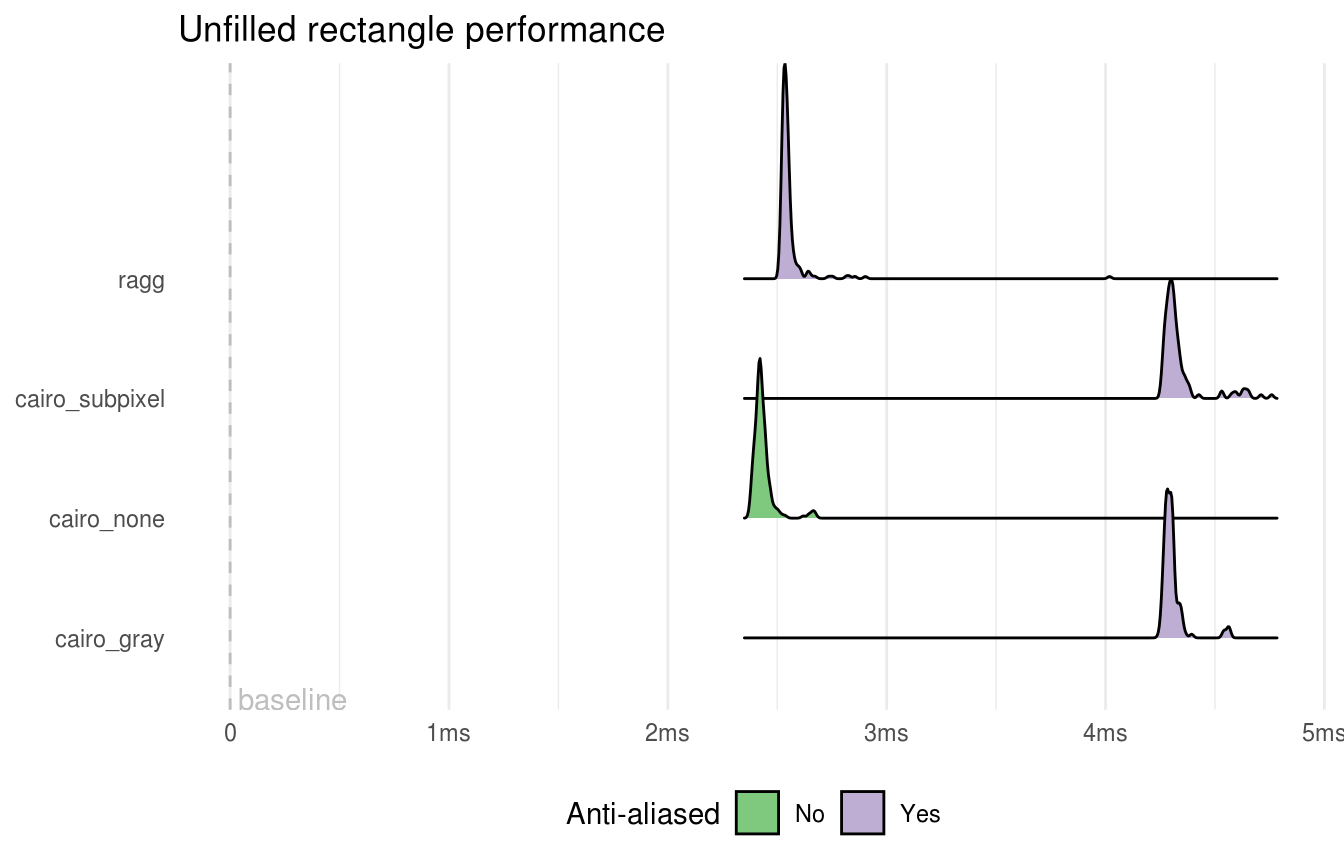 Unfilled rectangle performance
ragg
cairo_subpixel
cairo_none
cairo_gray
baseline
0 1ms 2ms 3ms 4ms 5ms
Anti-aliased No Yes